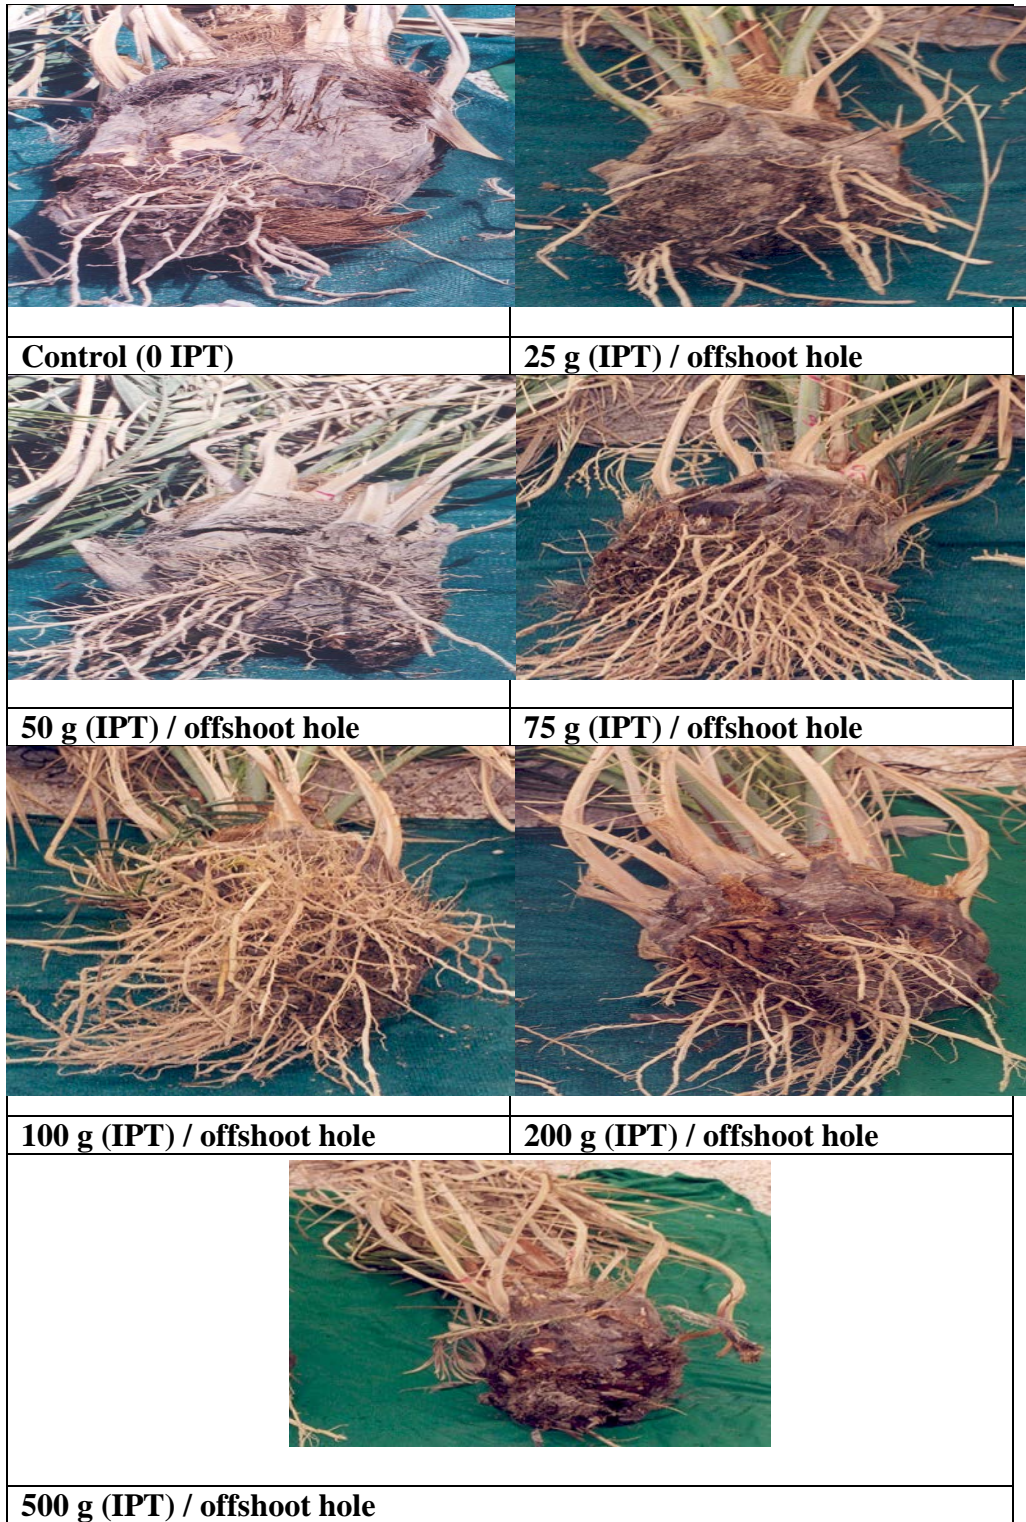 Control (0 IPT)
25 g (IPT) / offshoot hole
50 g (IPT) / offshoot hole
75 g (IPT) / offshoot hole
100 g (IPT) / offshoot hole
200 g (IPT) / offshoot hole
500 g (IPT) / offshoot hole